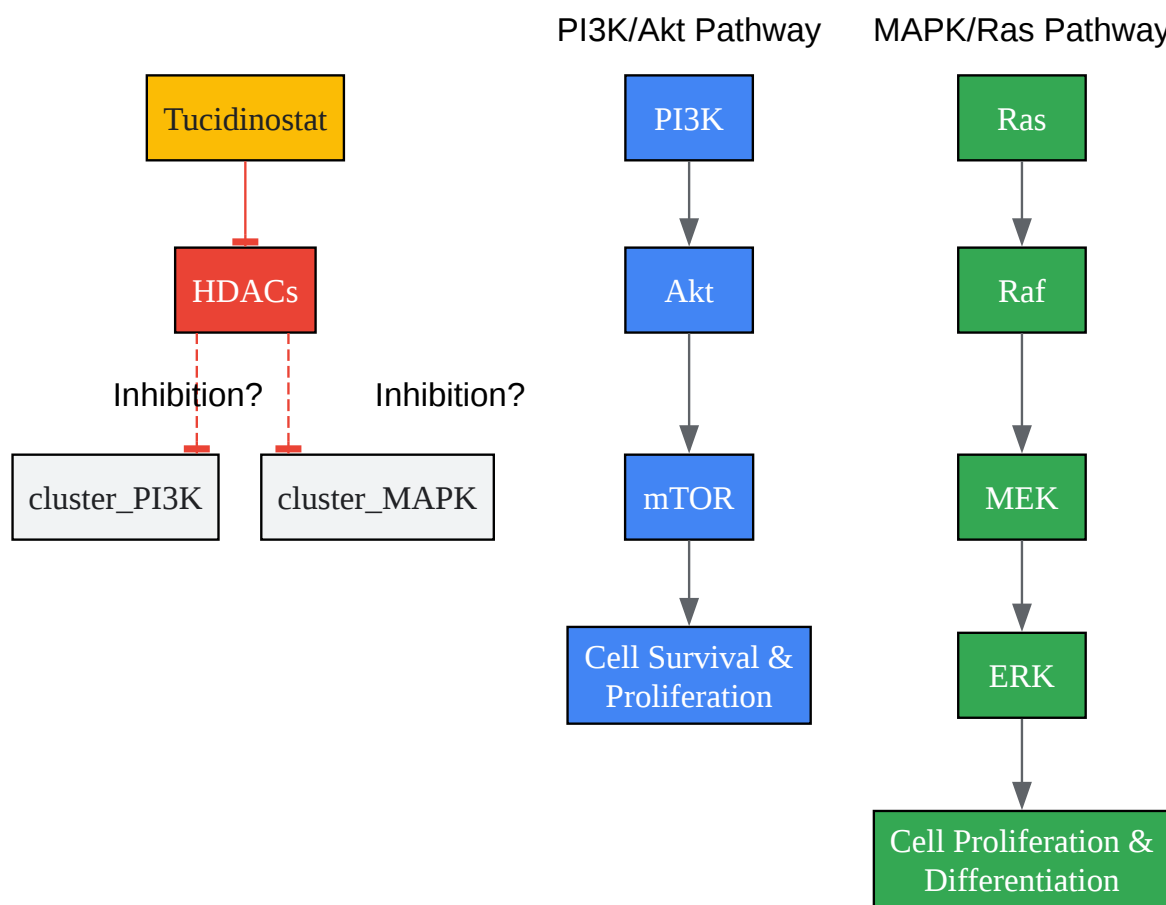 PI3K/Akt Pathway
MAPK/Ras Pathway
Tucidinostat
PI3K
Ras
HDACs
Akt
Raf
Inhibition?
Inhibition?
cluster_PI3K
cluster_MAPK
mTOR
MEK
Cell Survival &
Proliferation
ERK
Cell Proliferation &
Differentiation